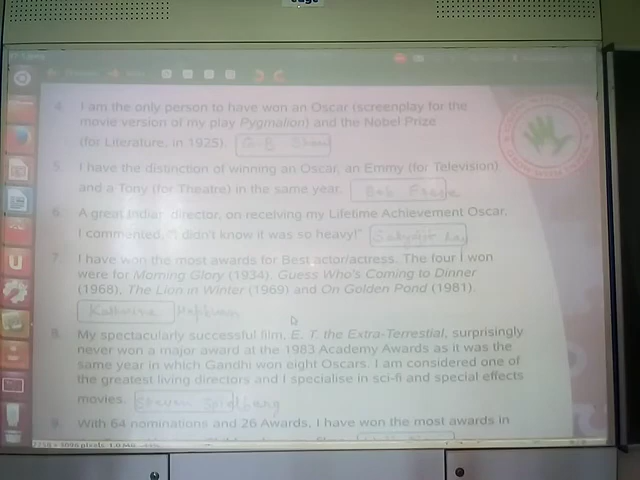 4. I am the only person to have won an Oscar (screenplay for the
movie version of my play Pygmalion) and the Nobel Prize
(for Literature, in 1925). G. B. Shaw
5. I have the distinction of winning an Oscar, an Emmy (for Television)
and a Tony (for Theatre) in the same year. Bob Fosse
6. A great Indian director, on receiving my Lifetime Achievement Oscar,
I commented, "I didn't know it was so heavy!" Satyajit Ray
7. I have won the most awards for Best actor/actress. The four I won
were for Morning Glory (1934), Guess Who's Coming to Dinner
(1968), The Lion in Winter (1969) and On Golden Pond (1981).
Katharine Hepburn
8. My spectacularly successful film, E. T. the Extra-Terrestial, surprisingly
never won a major award at the 1983 Academy Awards as it was the
same year in which Gandhi won eight Oscars. I am considered one of
the greatest living directors and I specialise in sci-fi and special effects
movies. Steven Spielberg
9. With 64 nominations and 26 Awards, I have won the most awards in